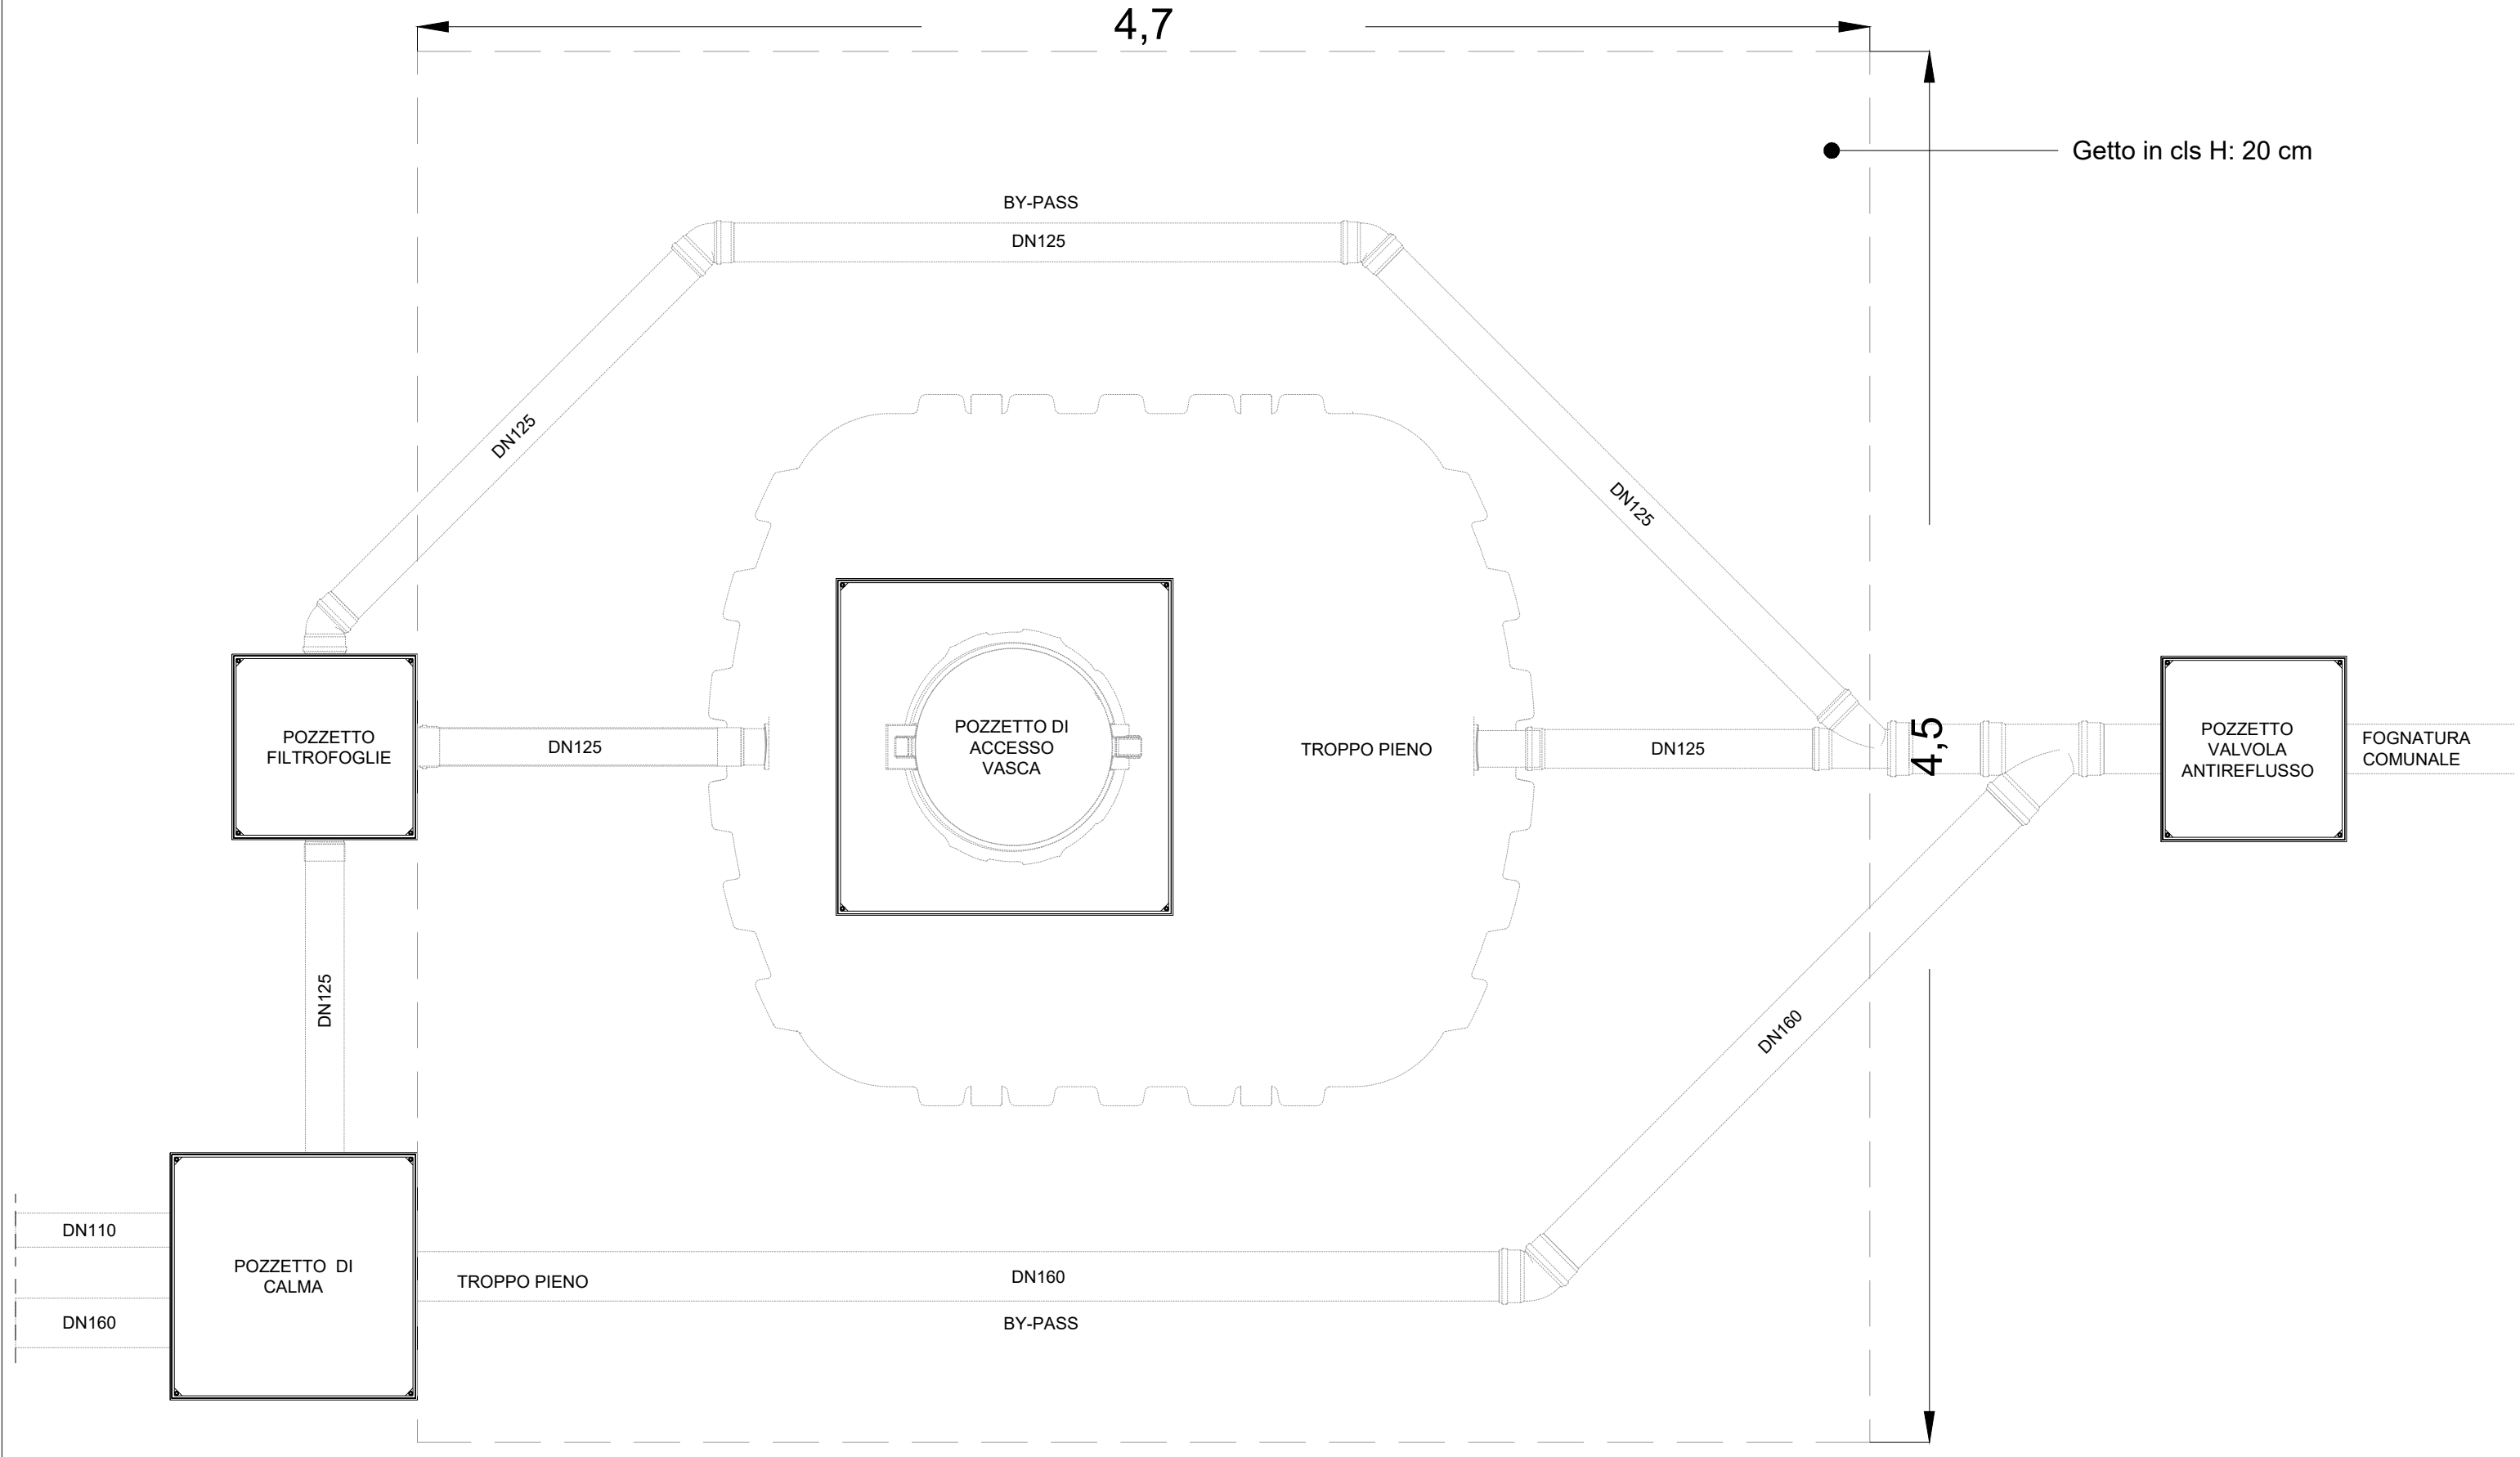 4,7
Getto in cls H: 20 cm
BY-PASS
DN125
DN125
DN125
POZZETTO
FILTROFOGLIE
DN125
POZZETTO DI
ACCESSO
VASCA
TROPPO PIENO
DN125
4,5
POZZETTO
VALVOLA
ANTIREFLUSSO
FOGNATURA
COMUNALE
DN125
DN160
DN110
DN160
POZZETTO DI
CALMA
TROPPO PIENO
DN160
BY-PASS